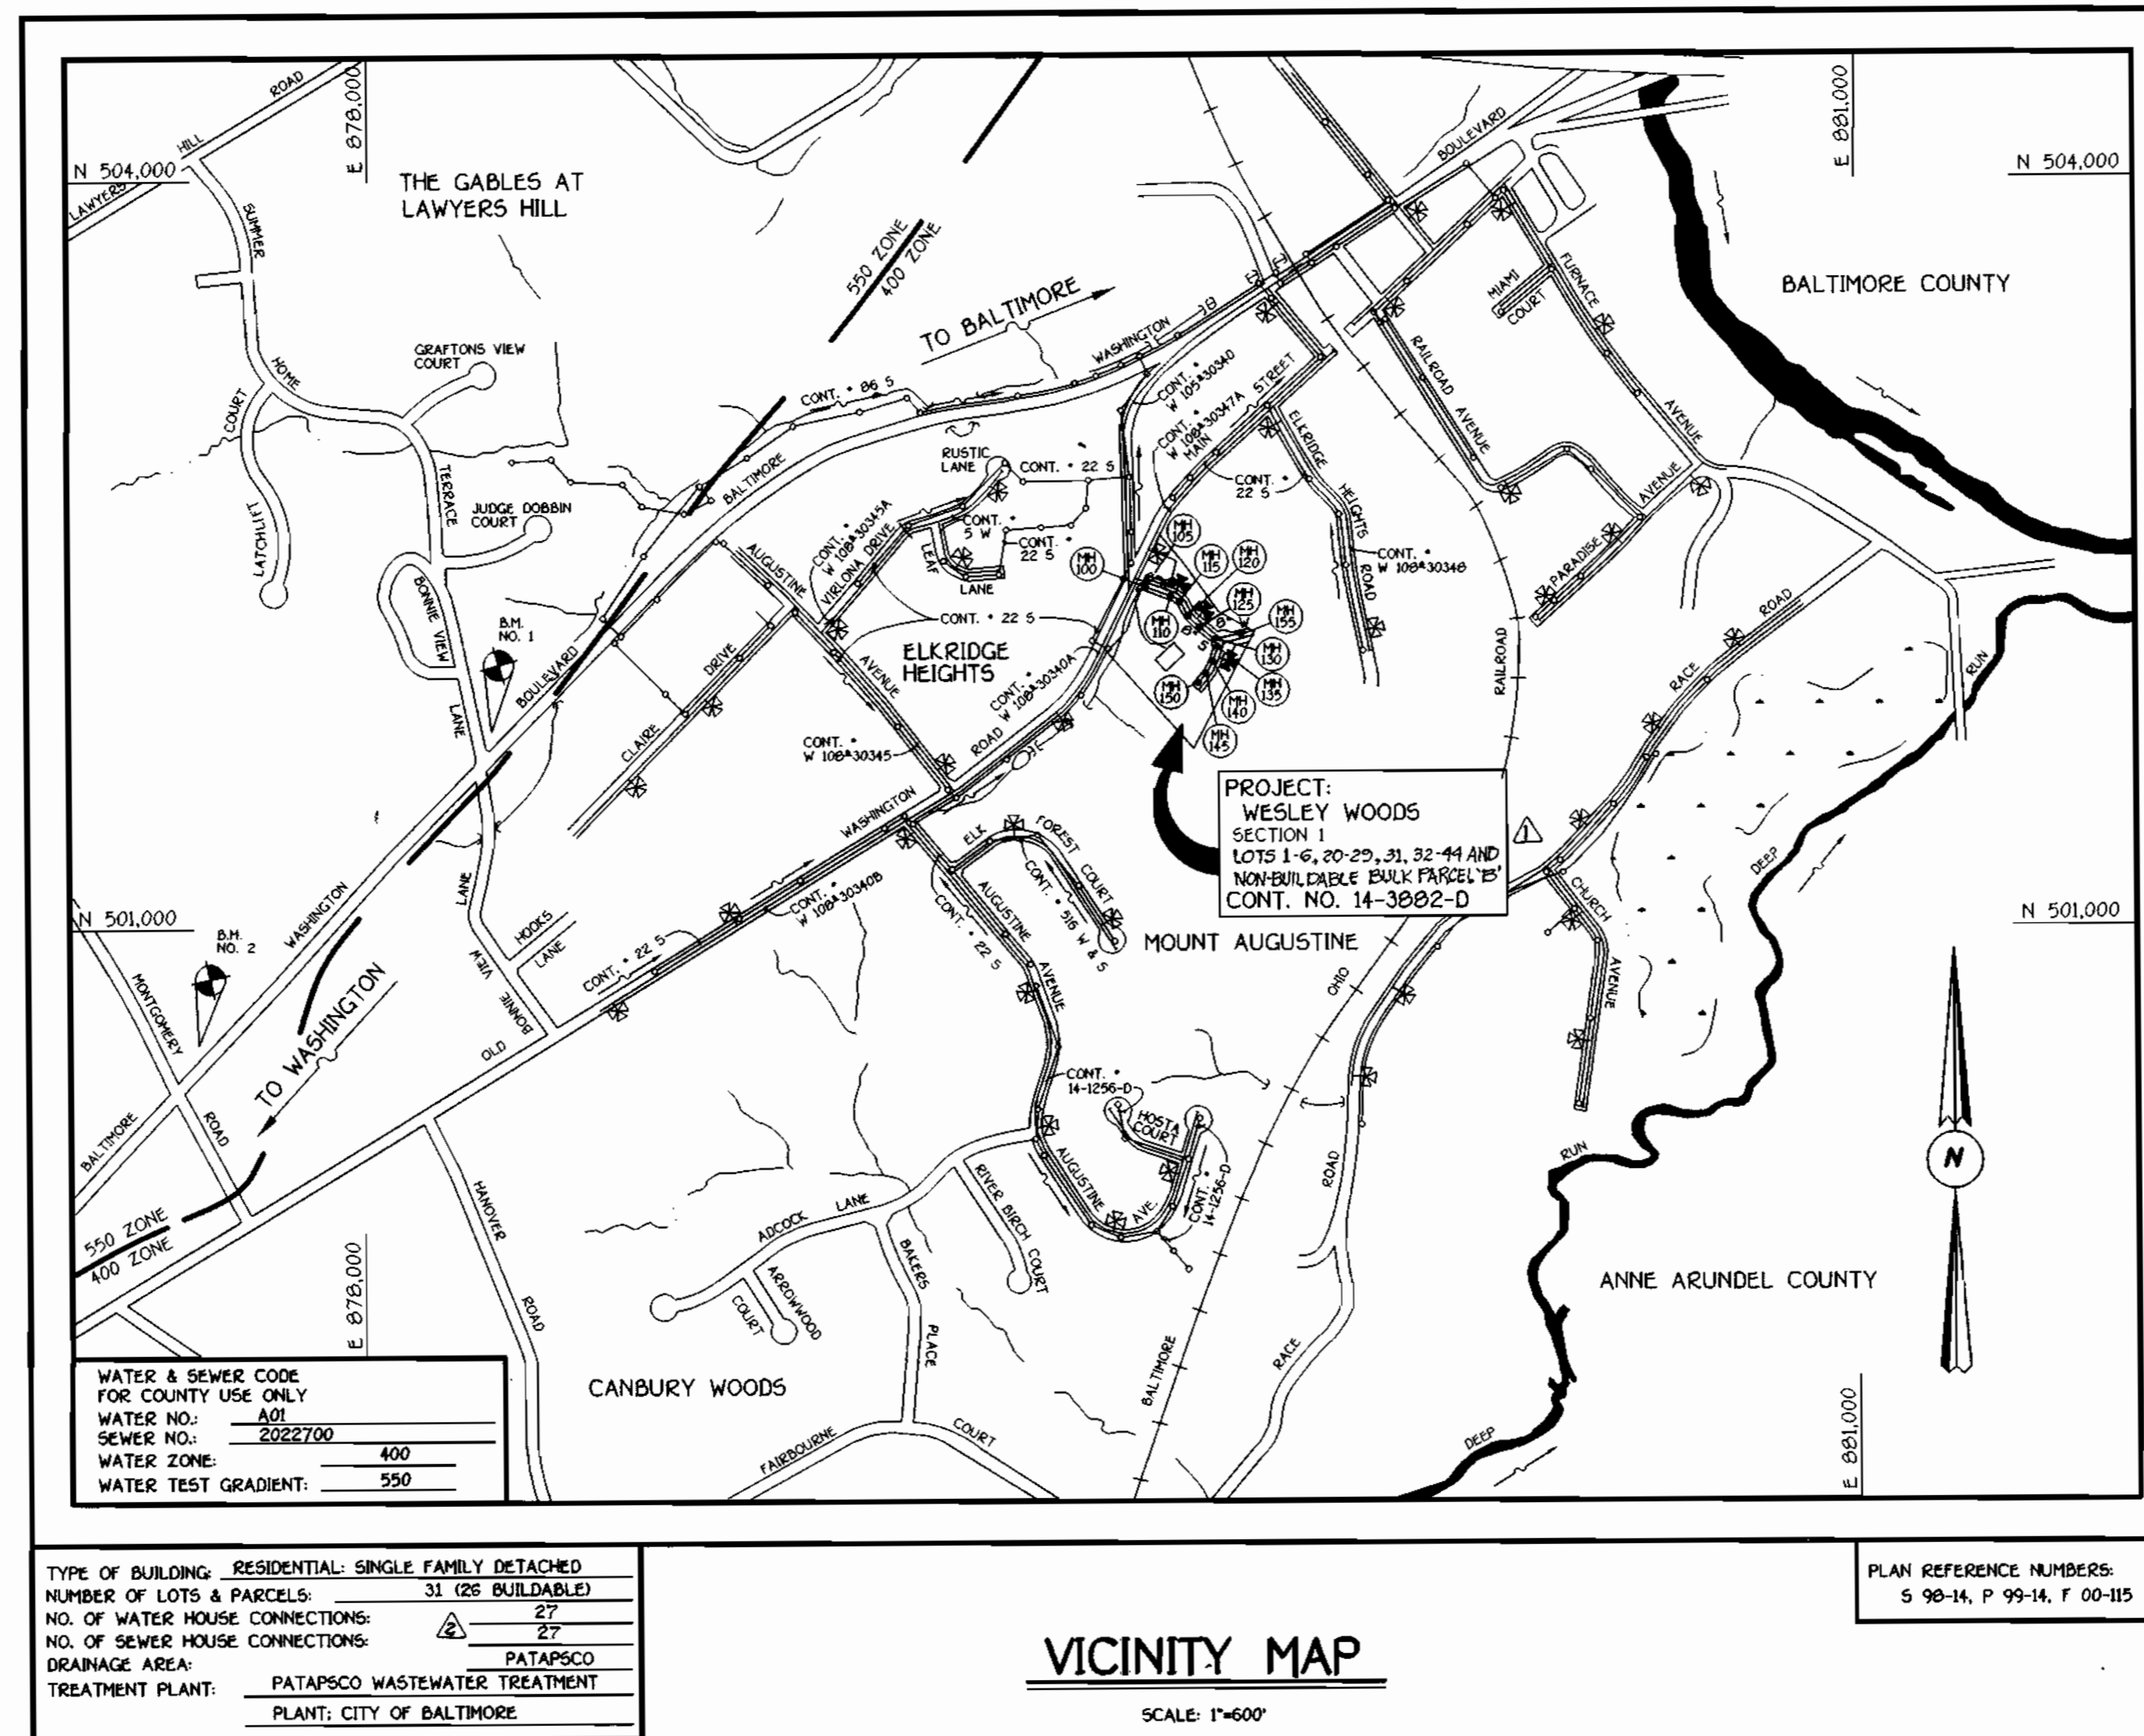 LAWYERS
HILL
ROAD
E 878,000
N 504,000
THE GABLES AT
LAWYERS HILL
SUMMER
HOME
TERRACE
GRAFTONS VIEW
COURT
COURT
LATCHLIFT
JUDGE DOBBIN
COURT
BONNIE VIEW
LANE
B.M.
NO. 1
550 ZONE
400 ZONE
TO BALTIMORE
CONT. * 86 S
WASHINGTON
BOULEVARD
E 881,000
N 504,000
BALTIMORE COUNTY
MIAMI
COURT
FURNACE
AVENUE
RAILROAD
AVENUE
CONT. *
W 105&30340
CONT. *
W 108&30347A
MAIN STREET
ELKRIDGE
HEIGHTS
ROAD
CONT. *
22 S
CONT. *
W 108&30348
RUSTIC
LANE
CONT. * 22 S
CONT. *
5 W
CONT. *
22 S
LEAF
LANE
BALTIMORE
BOULEVARD
AUGUSTINE
AVENUE
VIRLONA DRIVE
CONT. *
W 108&30345A
CONT. * 22 S
ELKRIDGE
HEIGHTS
CLAIRE
DRIVE
CONT. *
W 108&30345
CONT. *
W 108&30340A
ROAD
MH
100
MH
105
MH
115
MH
120
MH
125
MH
155
MH
110
MH
130
MH
135
MH
140
MH
145
MH
150
8" W
8" S
PARADISE
AVENUE
RAILROAD
RACE
ROAD
RUN
DEEP
PROJECT:
WESLEY WOODS
SECTION 1
LOTS 1-6, 20-29, 31, 32-44 AND
NON-BUILDABLE BULK PARCEL 'B'
CONT. NO. 14-3882-D
1
WASHINGTON
ELK
FOREST COURT
CONT. * 516 W & S
AUGUSTINE
AVENUE
CONT. * 22 S
CONT. *
W 108&30340B
CONT. * 22 S
MOUNT AUGUSTINE
CHURCH
AVENUE
N 501,000
N 501,000
B.M.
NO. 2
WASHINGTON
MONTGOMERY
ROAD
TO WASHINGTON
LANE
HOOKS
LANE
BONNIE VIEW
OLD
BALTIMORE
550 ZONE
400 ZONE
HANOVER
ROAD
E 878,000
CONT. *
14-1256-D
HOSTA
COURT
CONT. *
14-1256-D
AUGUSTINE
AVE.
ADCOCK LANE
RIVER BIRCH COURT
BAKERS
PLACE
ARROWWOOD
COURT
CANBURY WOODS
FAIRBOURNE
COURT
OHIO
BALTIMORE
ROAD
RACE
RUN
DEEP
N
ANNE ARUNDEL COUNTY
E 881,000
WATER & SEWER CODE
FOR COUNTY USE ONLY
WATER NO.: A01
SEWER NO.: 2022700
WATER ZONE: 400
WATER TEST GRADIENT: 550
TYPE OF BUILDING: RESIDENTIAL: SINGLE FAMILY DETACHED
NUMBER OF LOTS & PARCELS: 31 (26 BUILDABLE)
NO. OF WATER HOUSE CONNECTIONS: 27
2
NO. OF SEWER HOUSE CONNECTIONS: 27
DRAINAGE AREA: PATAPSCO
TREATMENT PLANT: PATAPSCO WASTEWATER TREATMENT
PLANT: CITY OF BALTIMORE
VICINITY MAP
SCALE: 1"=600'
PLAN REFERENCE NUMBERS:
S 98-14, P 99-14, F 00-115